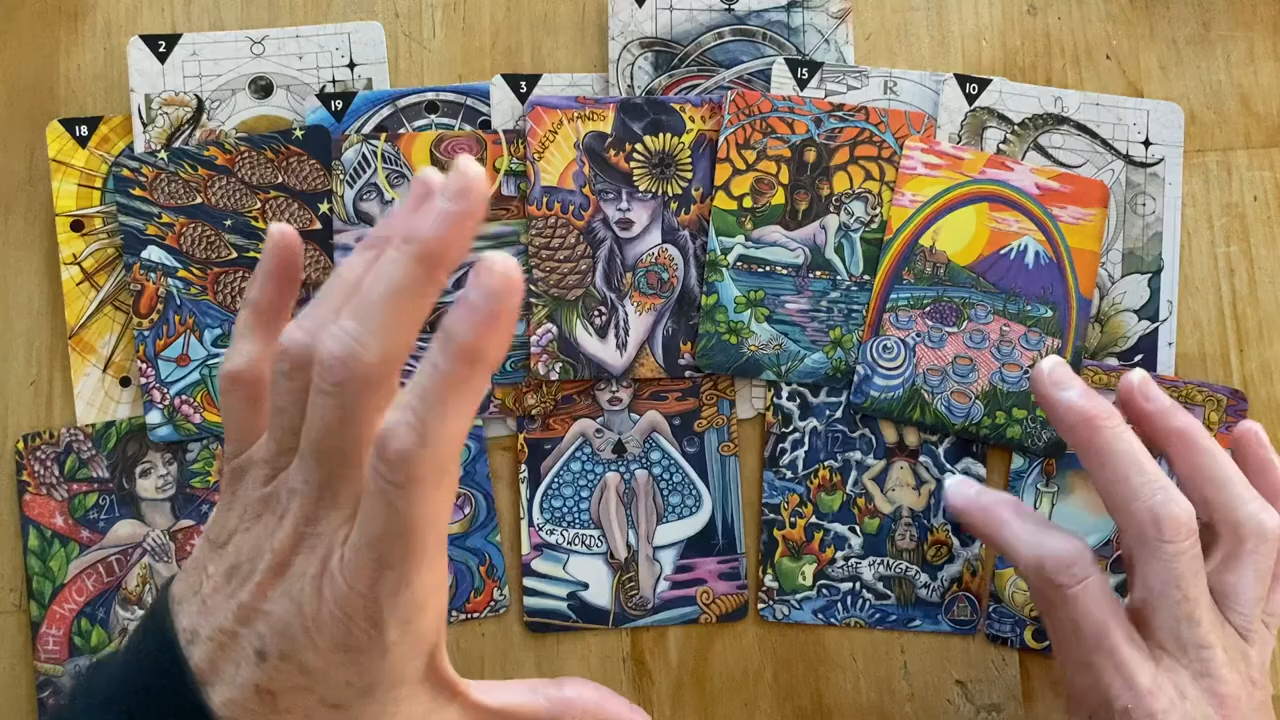 2
19
3
15
10
18
QUEEN OF WANDS
R
#21
THE WORLD
4 OF SWORDS
12
THE HANGED MAN